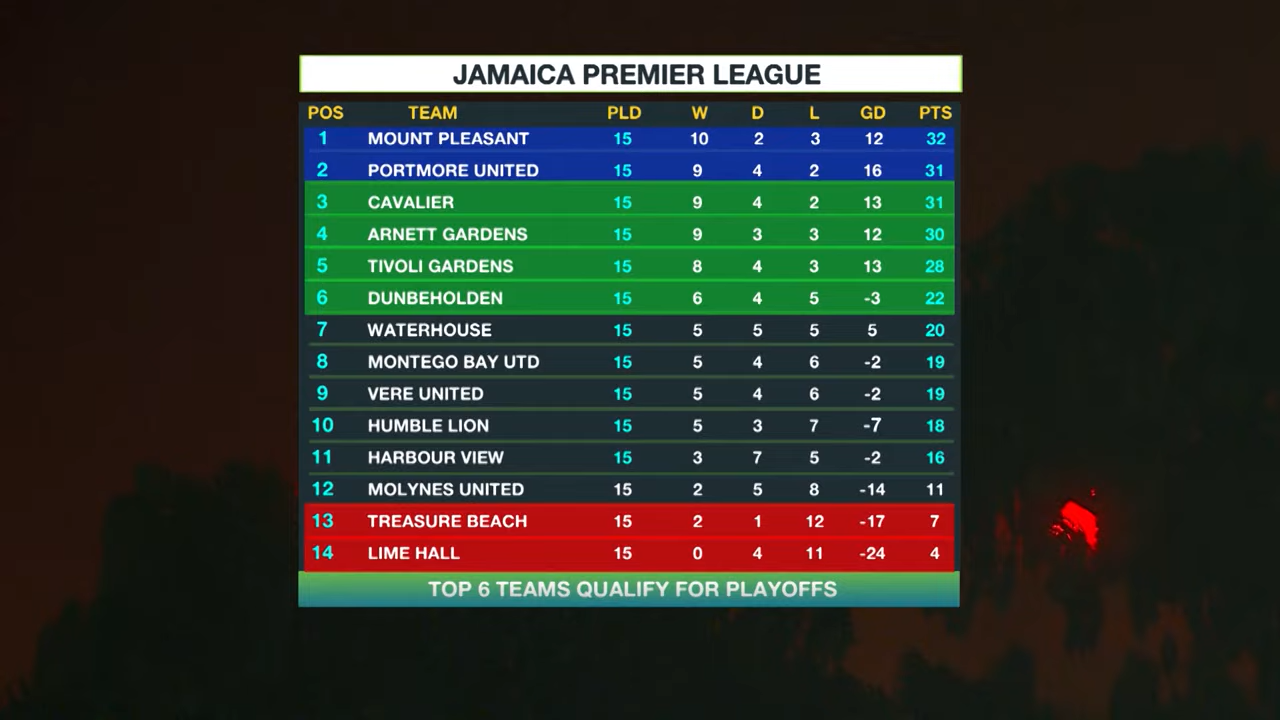 JAMAICA PREMIER LEAGUE
POS TEAM PLD W D L GD PTS
1 MOUNT PLEASANT 15 10 2 3 12 32
2 PORTMORE UNITED 15 9 4 2 16 31
3 CAVALIER 15 9 4 2 13 31
4 ARNETT GARDENS 15 9 3 3 12 30
5 TIVOLI GARDENS 15 8 4 3 13 28
6 DUNBEHOLDEN 15 6 4 5 -3 22
7 WATERHOUSE 15 5 5 5 5 20
8 MONTEGO BAY UTD 15 5 4 6 -2 19
9 VERE UNITED 15 5 4 6 -2 19
10 HUMBLE LION 15 5 3 7 -7 18
11 HARBOUR VIEW 15 3 7 5 -2 16
12 MOLYNES UNITED 15 2 5 8 -14 11
13 TREASURE BEACH 15 2 1 12 -17 7
14 LIME HALL 15 0 4 11 -24 4
TOP 6 TEAMS QUALIFY FOR PLAYOFFS